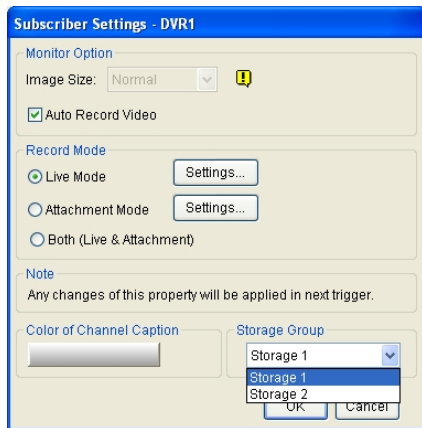 Subscriber Settings - DVR1
Monitor Option
Image Size: Normal
Auto Record Video
Record Mode
Live Mode Settings...
Attachment Mode Settings...
Both (Live & Attachment)
Note
Any changes of this property will be applied in next trigger.
Color of Channel Caption
Storage Group
Storage 1
Storage 1
Storage 2
OK Cancel